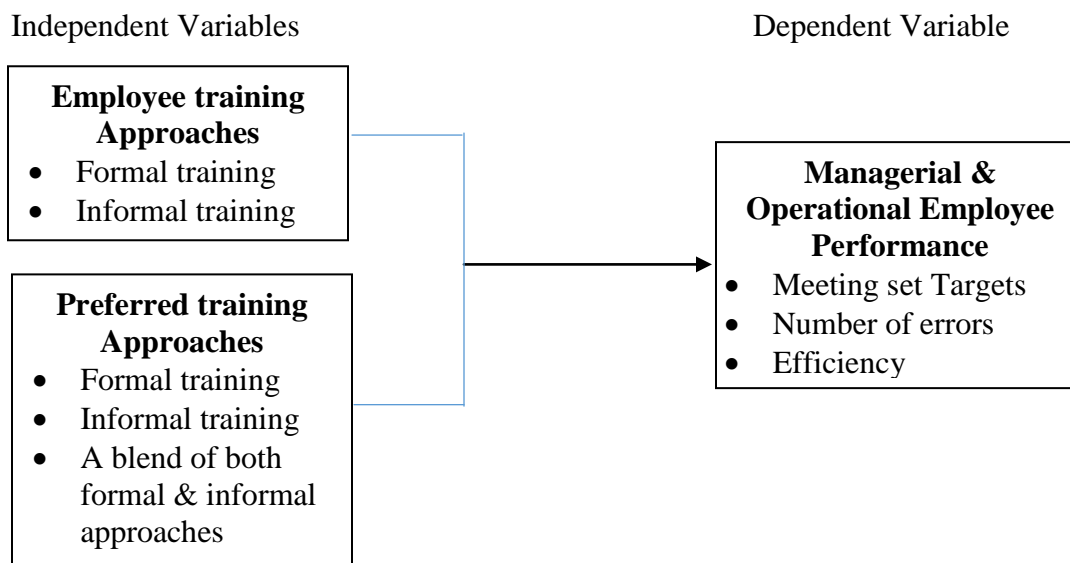 Independent Variables
Dependent Variable
Employee training
Approaches
• Formal training
• Informal training
Preferred training
Approaches
• Formal training
• Informal training
• A blend of both
formal & informal
approaches
Managerial &
Operational Employee
Performance
• Meeting set Targets
• Number of errors
• Efficiency